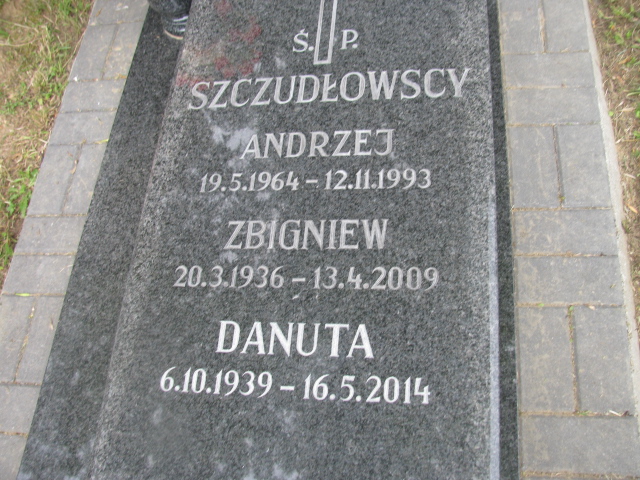 Ś. P.
SZCZUDŁOWSCY
ANDRZEJ
19.5.1964 – 12.11.1993
ZBIGNIEW
20.3.1936 – 13.4.2009
DANUTA
6.10.1939 – 16.5.2014